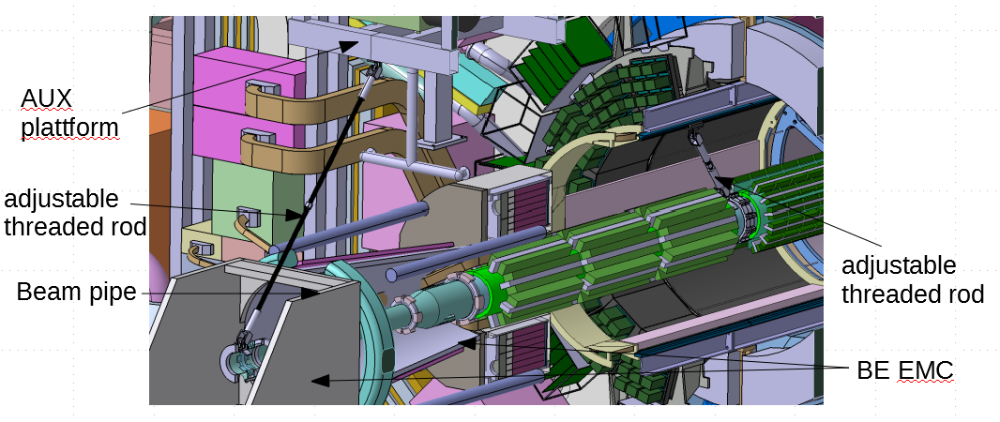 AUX
plattform
adjustable
threaded rod
Beam pipe
adjustable
threaded rod
BE EMC